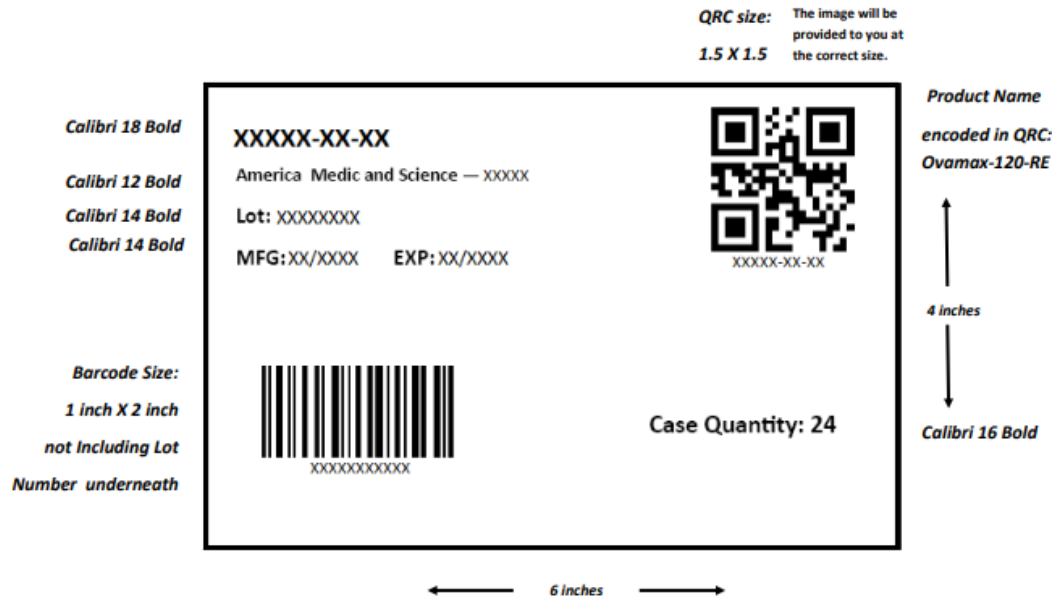 QRC size:
1.5 X 1.5
The image will be
provided to you at
the correct size.
Product Name
encoded in QRC:
Ovamax-120-RE
Calibri 18 Bold
XXXXX-XX-XX
Calibri 12 Bold
America Medic and Science — XXXXX
Calibri 14 Bold
Lot: XXXXXXXX
Calibri 14 Bold
MFG: XX/XXXX EXP: XX/XXXX
XXXXX-XX-XX
4 inches
Barcode Size:
1 inch X 2 inch
not Including Lot
Number underneath
XXXXXXXXXXX
Case Quantity: 24
Calibri 16 Bold
6 inches